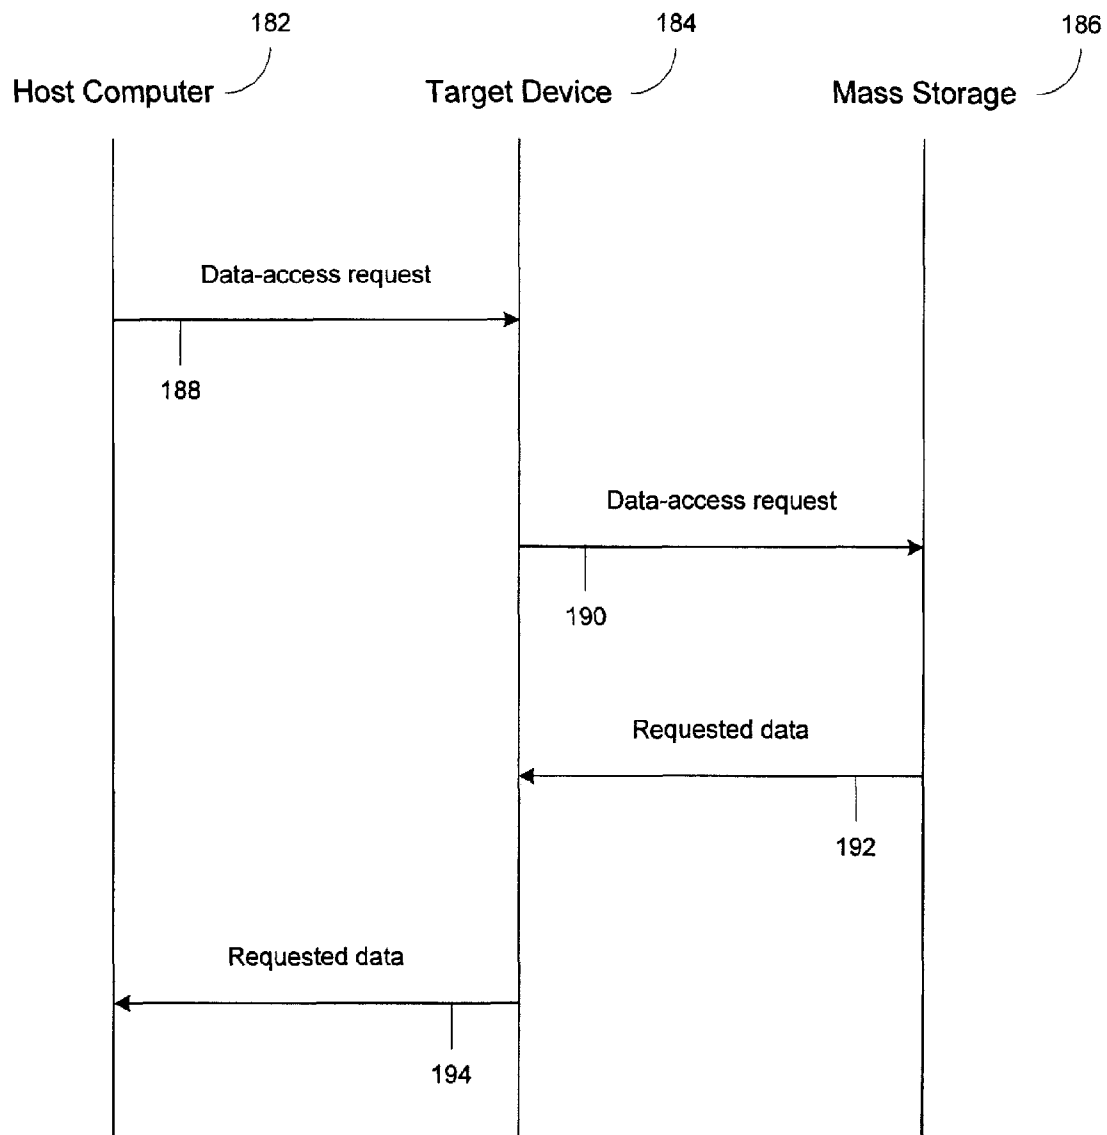 182
184
186
Host Computer
Target Device
Mass Storage
Data-access request
188
Data-access request
190
Requested data
192
Requested data
194